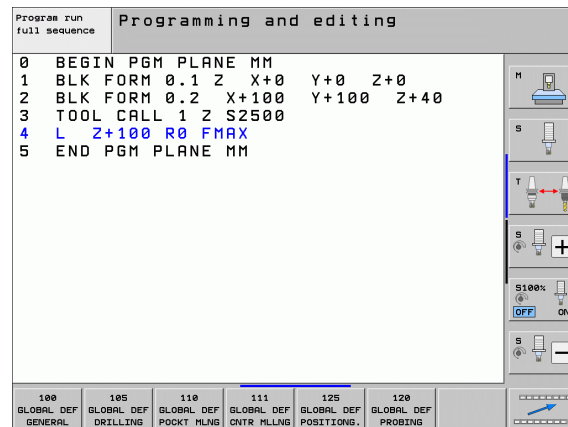 Program run
full sequence
Programming and editing
0 BEGIN PGM PLANE MM
1 BLK FORM 0.1 Z X+0 Y+0 Z+0
2 BLK FORM 0.2 X+100 Y+100 Z+40
3 TOOL CALL 1 Z S2500
4 L Z+100 R0 FMAX
5 END PGM PLANE MM
M
S
T
S
+
S100%
OFF ON
S
-
100
GLOBAL DEF
GENERAL
105
GLOBAL DEF
DRILLING
110
GLOBAL DEF
POCKT MLNG
111
GLOBAL DEF
CNTR MLLNG
125
GLOBAL DEF
POSITIONG.
120
GLOBAL DEF
PROBING